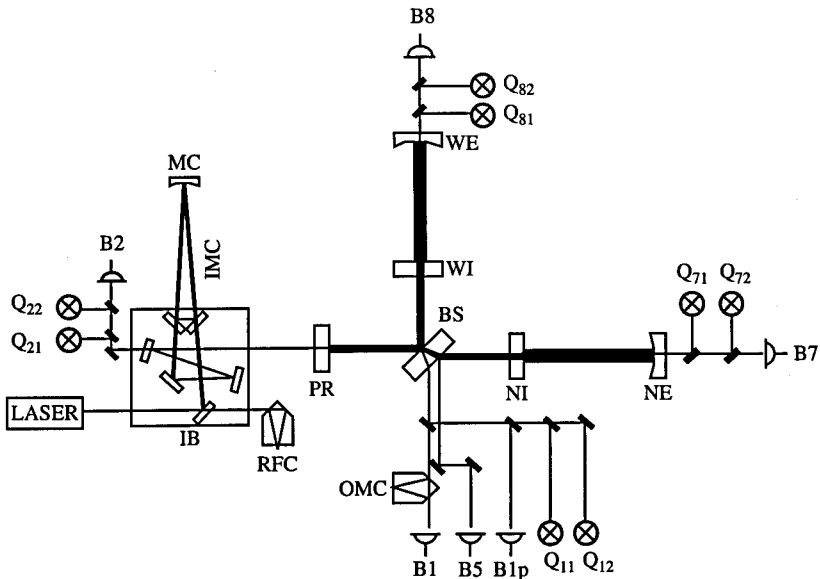 B8
Q82
Q81
WE
MC
IMC
B2
WI
Q71
Q72
Q22
BS
Q21
PR
NI
NE
B7
LASER
IB
RFC
OMC
B1
B5
B1p
Q11
Q12